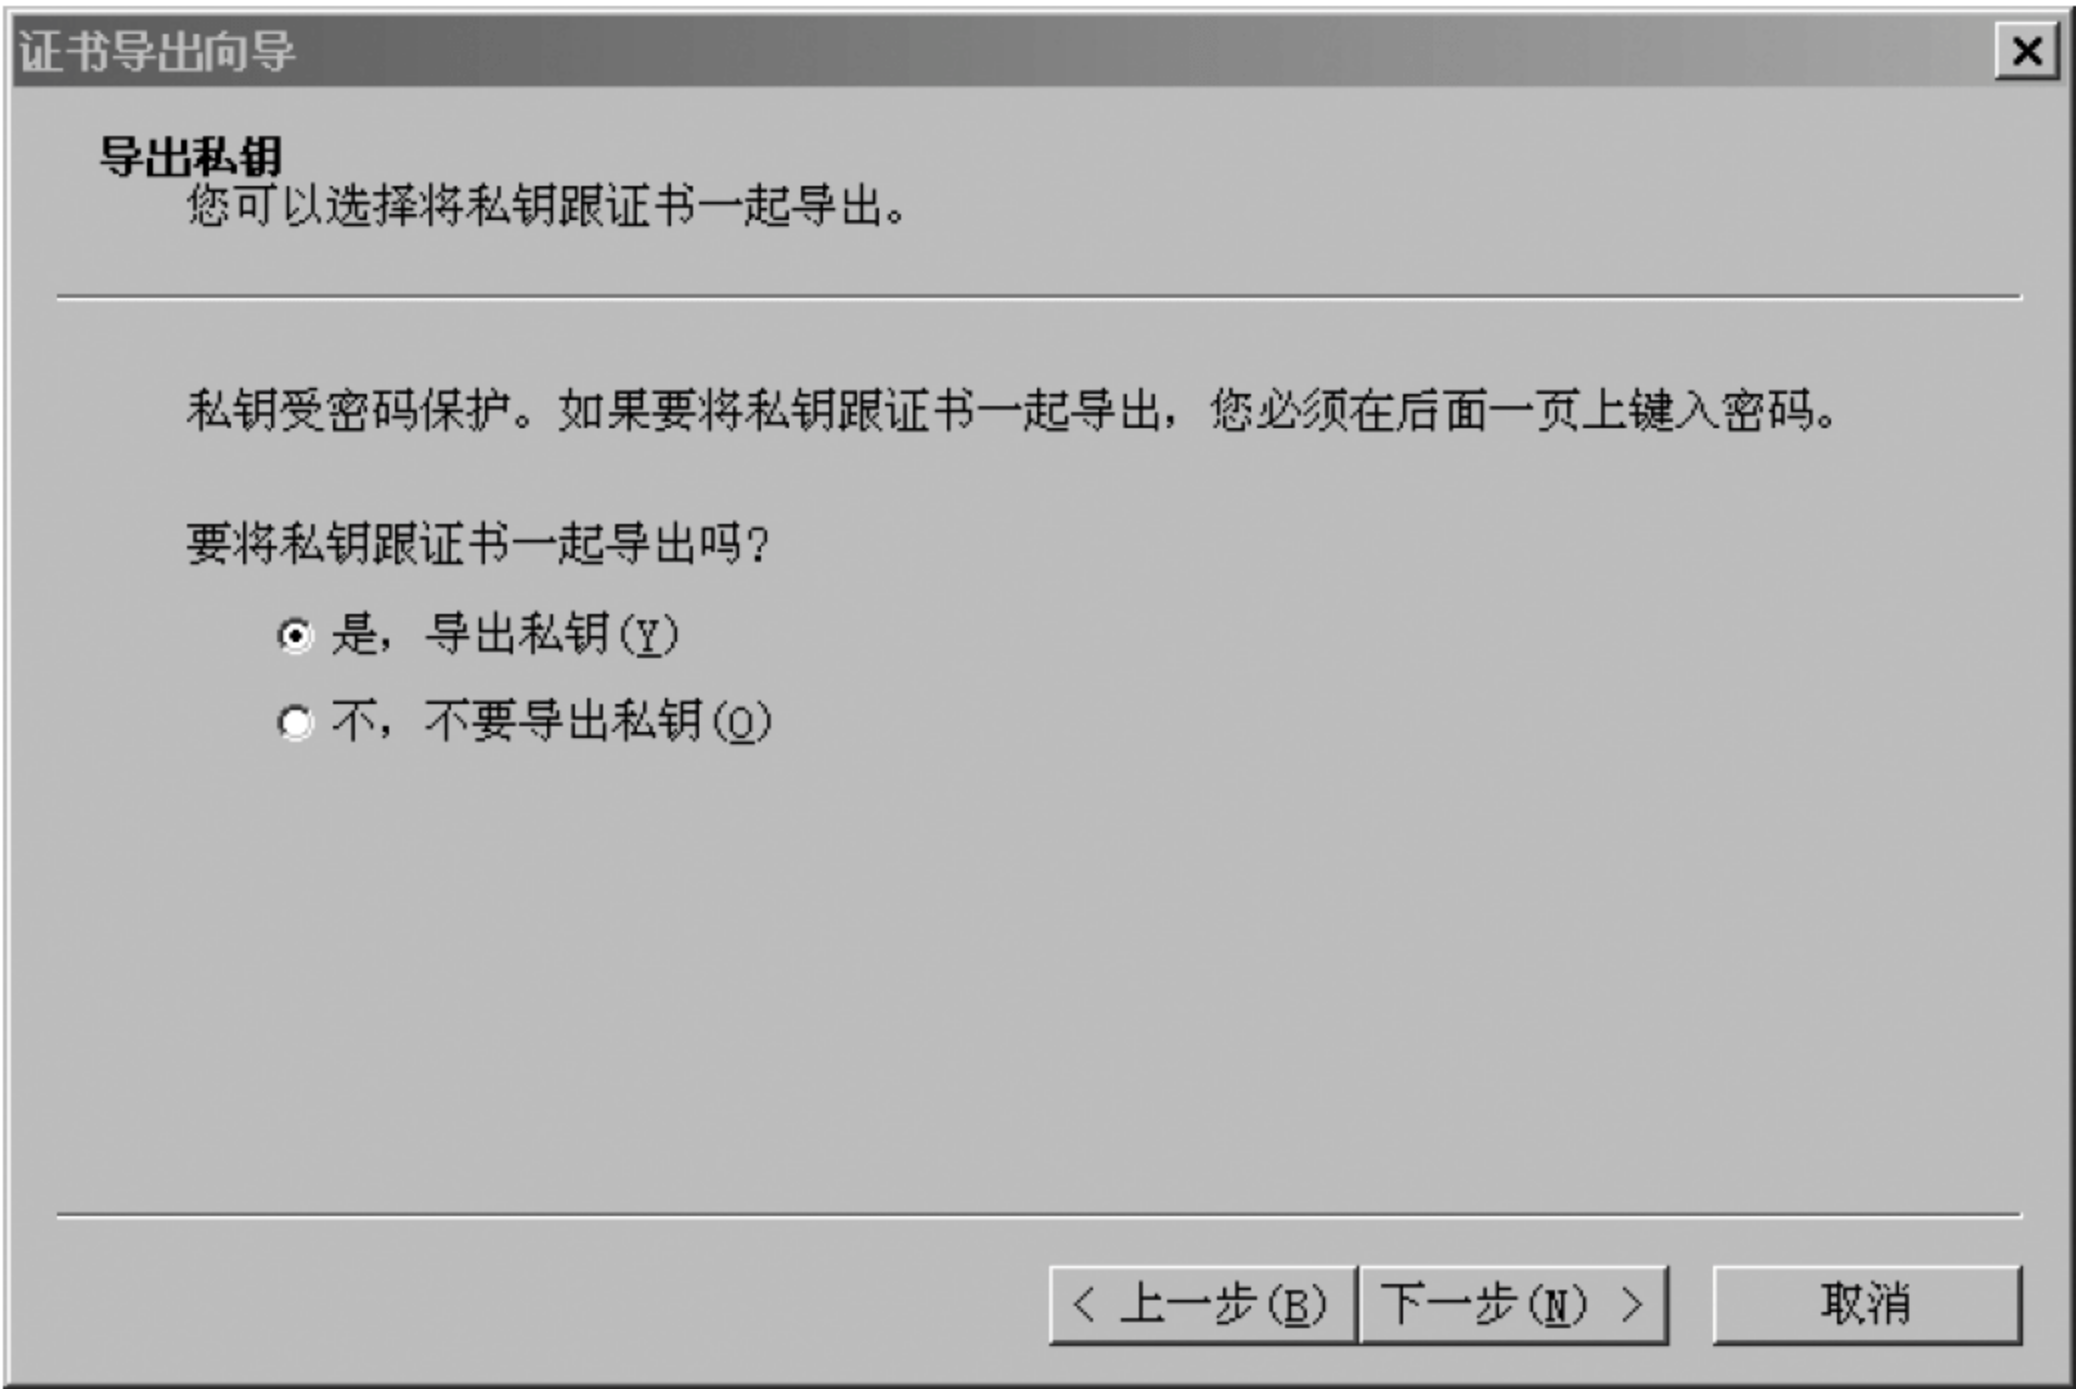 证书导出向导
导出私钥
您可以选择将私钥跟证书一起导出。
私钥受密码保护。如果要将私钥跟证书一起导出，您必须在后面一页上键入密码。
要将私钥跟证书一起导出吗?
是，导出私钥(Y)
不，不要导出私钥(O)
< 上一步(B) 下一步(N) > 取消